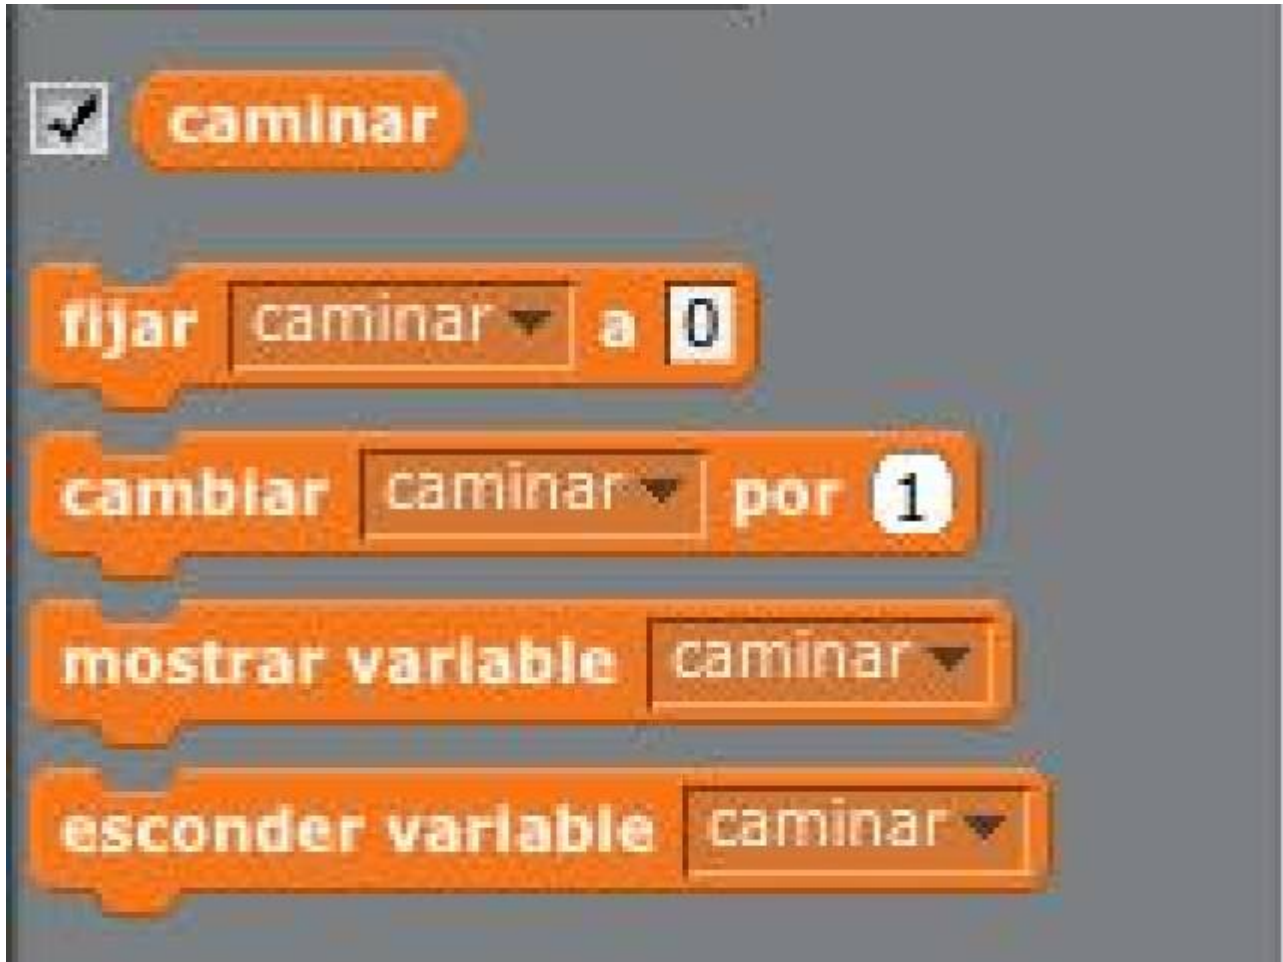 caminar
fijar caminar a 0
cambiar caminar por 1
mostrar variable caminar
esconder variable caminar